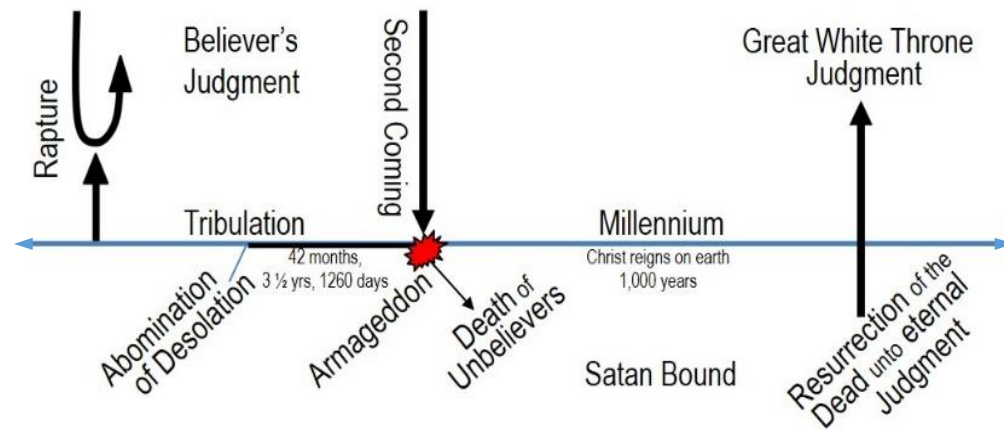 Rapture
Believer's
Judgment
Second Coming
Great White Throne
Judgment
Tribulation
42 months,
3 ½ yrs, 1260 days
Millennium
Christ reigns on earth
1,000 years
Abomination
of Desolation
Armageddon
Death of
Unbelievers
Satan Bound
Resurrection of the
Dead unto eternal
Judgment